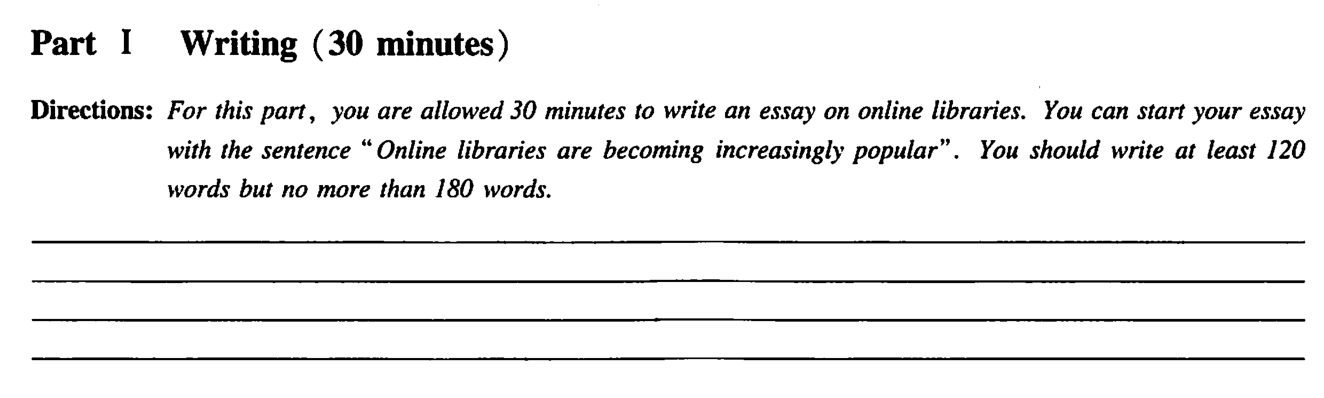 Part Ⅰ Writing (30 minutes)
Directions: For this part, you are allowed 30 minutes to write an essay on online libraries. You can start your essay
with the sentence “Online libraries are becoming increasingly popular”. You should write at least 120
words but no more than 180 words.